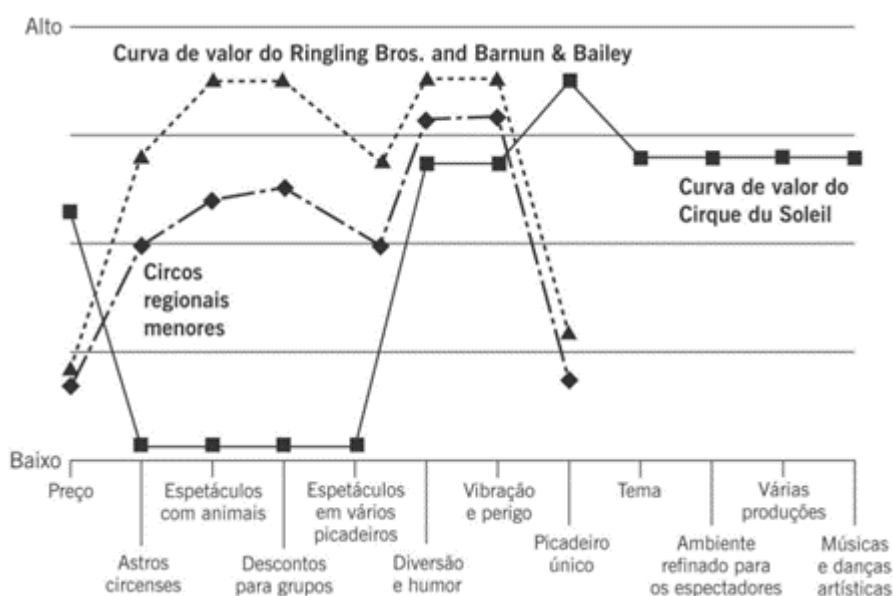 Alto
Curva de valor do Ringling Bros. and Barnun & Bailey
Curva de valor do
Cirque du Soleil
Circos
regionais
menores
Baixo
Preço
Espetáculos
com animais
Espetáculos
em vários
picadeiros
Vibração
e perigo
Tema
Várias
produções
Astros
circenses
Descontos
para grupos
Diversão
e humor
Picadeiro
único
Ambiente
refinado para
os espectadores
Músicas
e danças
artísticas